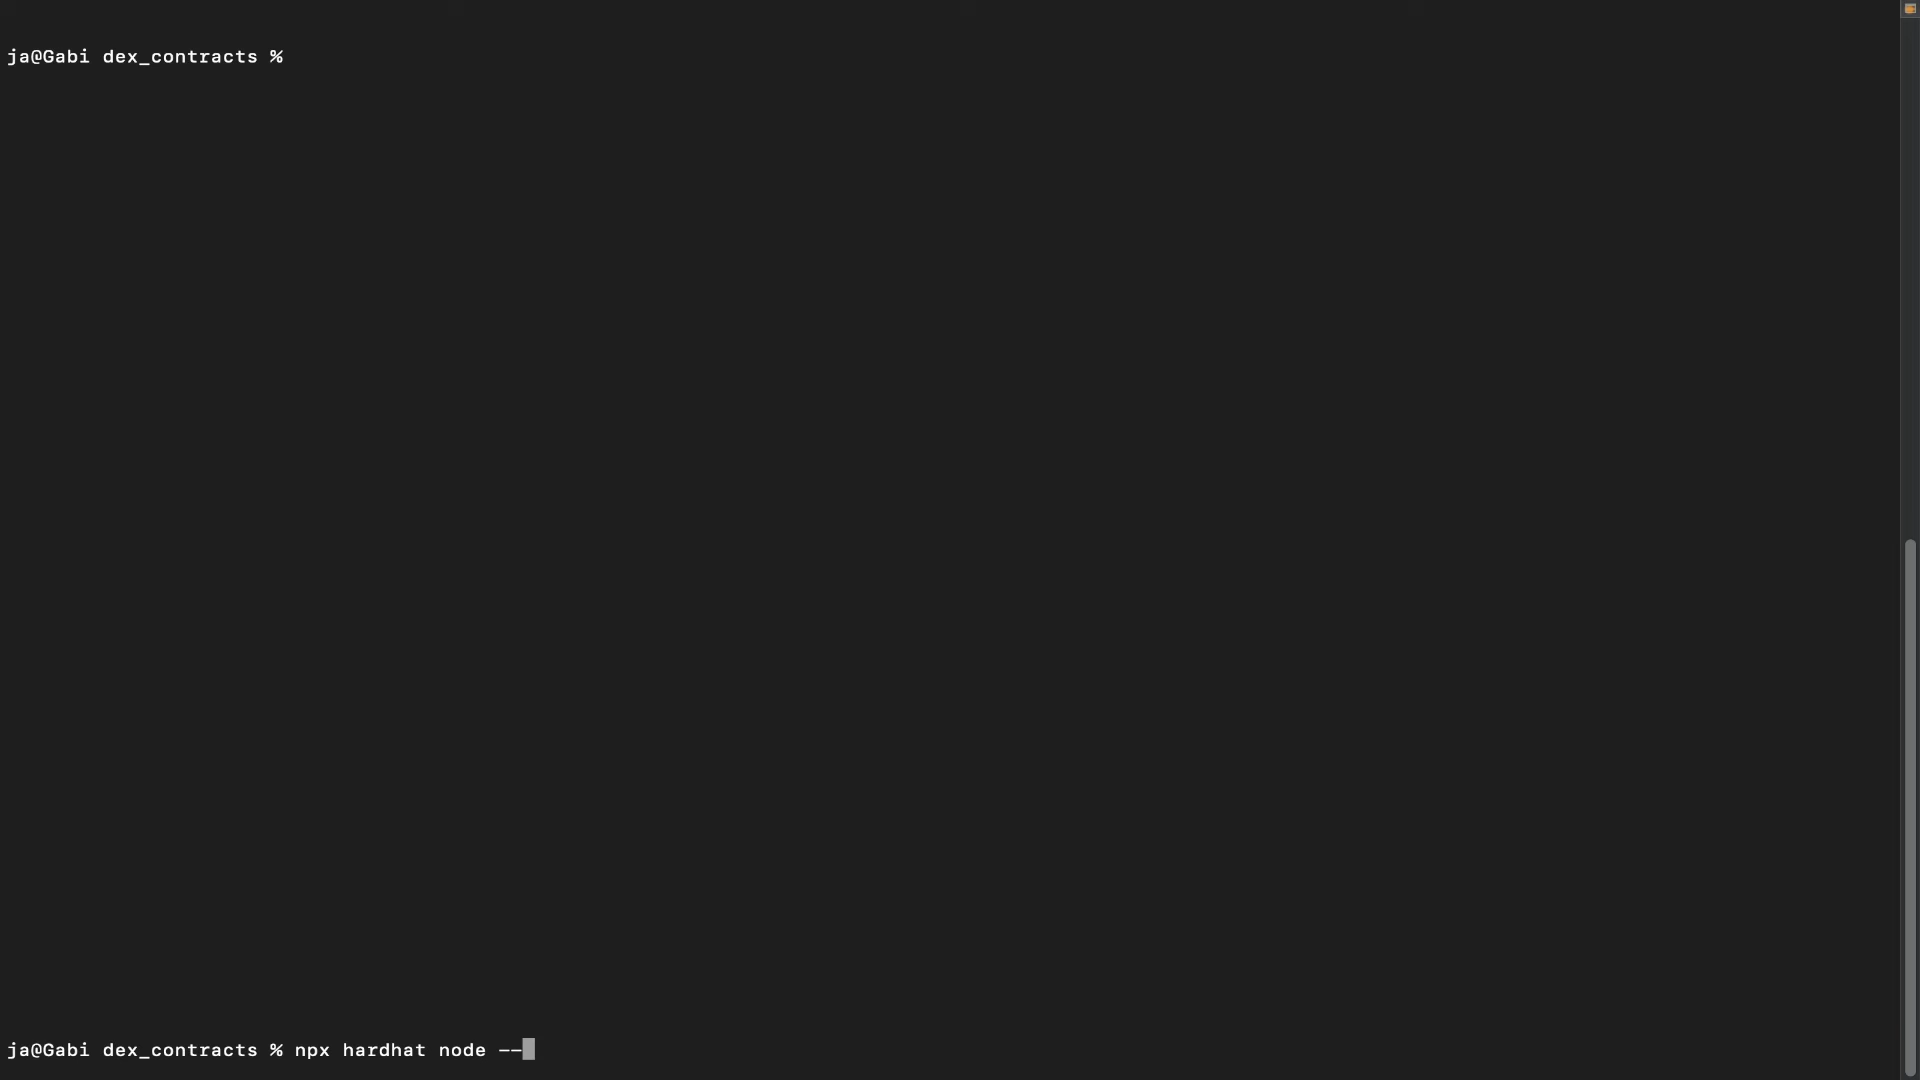 ja@Gabi dex_contracts %
ja@Gabi dex_contracts % npx hardhat node --